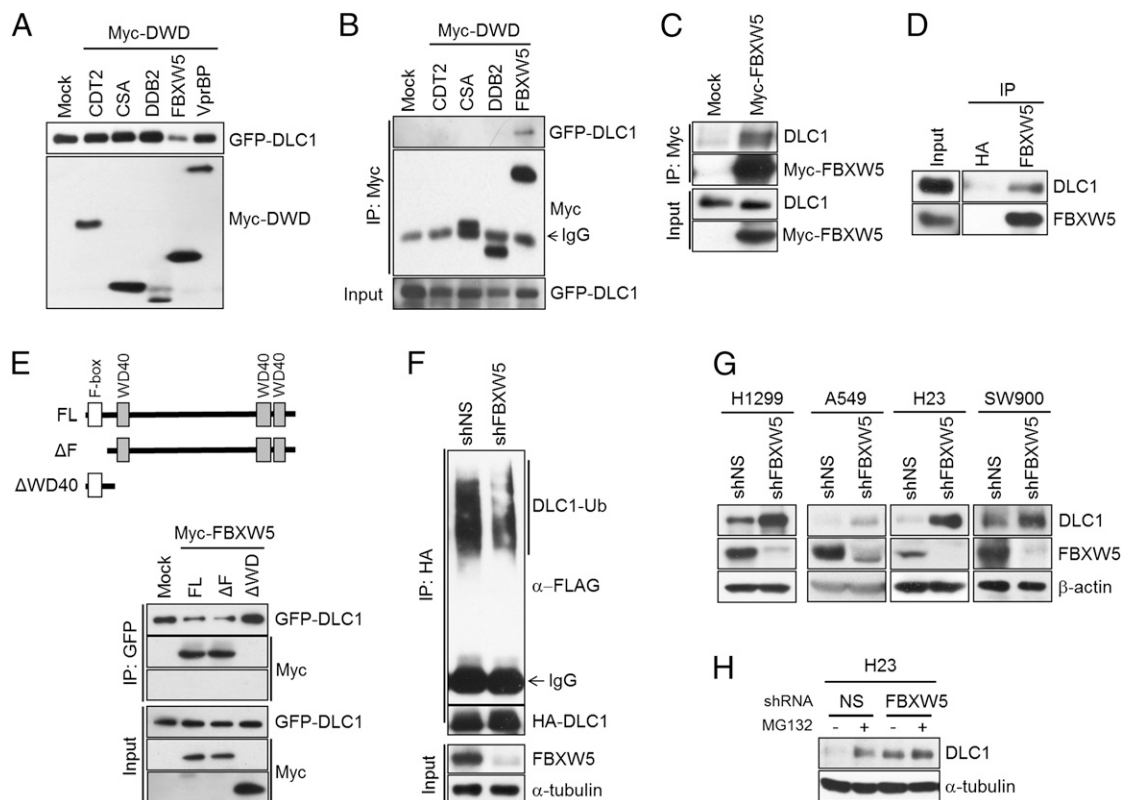 A
Myc-DWD
Mock
CDT2
CSA
DDB2
FBXW5
VprBP
GFP-DLC1
Myc-DWD
B
Myc-DWD
Mock
CDT2
CSA
DDB2
FBXW5
GFP-DLC1
IP: Myc
Myc
IgG
Input
GFP-DLC1
C
Mock
Myc-FBXW5
IP: Myc
DLC1
Myc-FBXW5
Input
DLC1
Myc-FBXW5
D
IP
Input
HA
FBXW5
DLC1
FBXW5
E
F-box
WD40
WD40
WD40
FL
ΔF
ΔWD40
Myc-FBXW5
Mock
FL
ΔF
ΔWD
IP: GFP
GFP-DLC1
Myc
Input
GFP-DLC1
Myc
F
shNS
shFBXW5
IP: HA
DLC1-Ub
α–FLAG
IgG
HA-DLC1
Input
FBXW5
α-tubulin
G
H1299
A549
H23
SW900
shNS
shFBXW5
shNS
shFBXW5
shNS
shFBXW5
shNS
shFBXW5
DLC1
FBXW5
β-actin
H
H23
shRNA NS FBXW5
MG132 - + - +
DLC1
α-tubulin